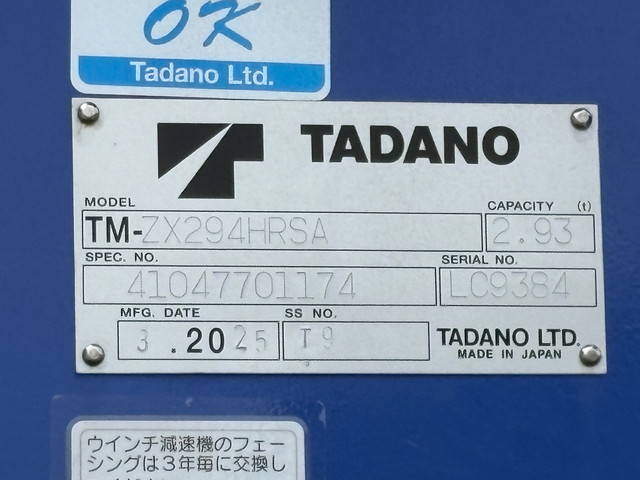 OK
Tadano Ltd.
TADANO
MODEL
CAPACITY (t)
TM-ZX294HRSA
2.93
SPEC. NO.
SERIAL NO.
41047701174
LC9384
MFG. DATE
SS NO.
3 .2025
T9
TADANO LTD.
MADE IN JAPAN
ウインチ減速機のフェー
シングは3年毎に交換し